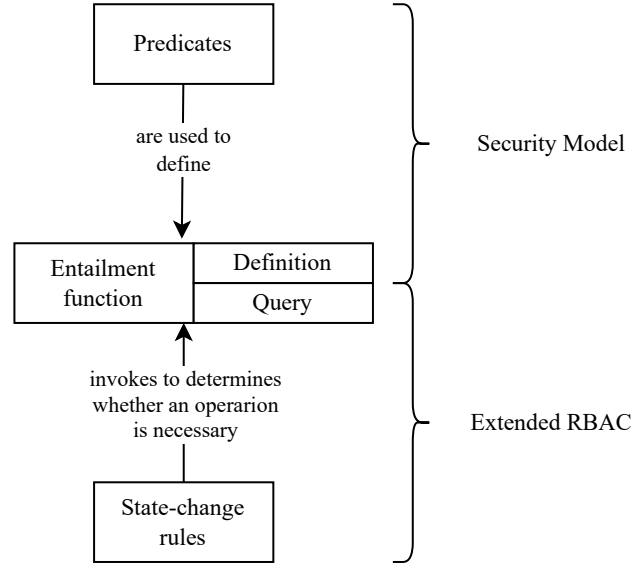 Predicates
are used to
define
Security Model
Entailment
function
Definition
Query
invokes to determines
whether an operarion
is necessary
Extended RBAC
State-change
rules